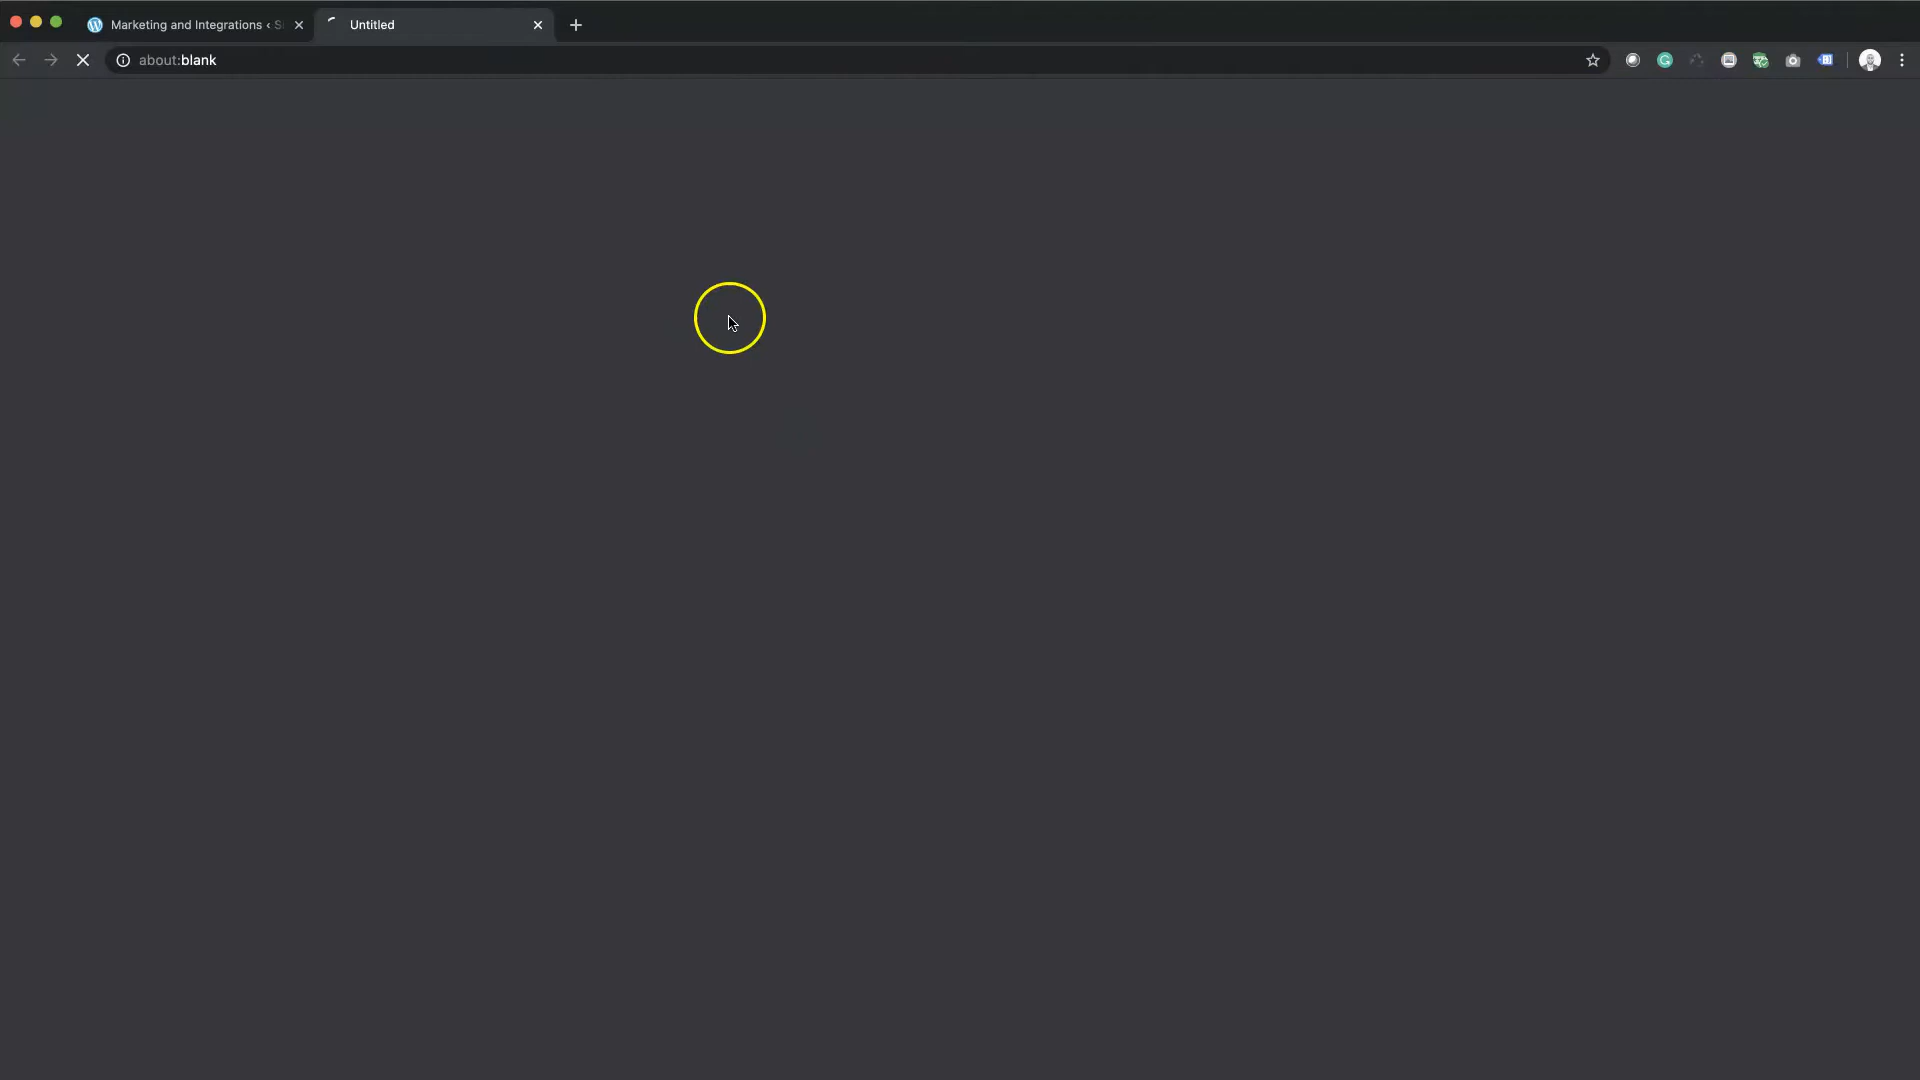 Marketing and Integrations ‹ S
Untitled
about:blank